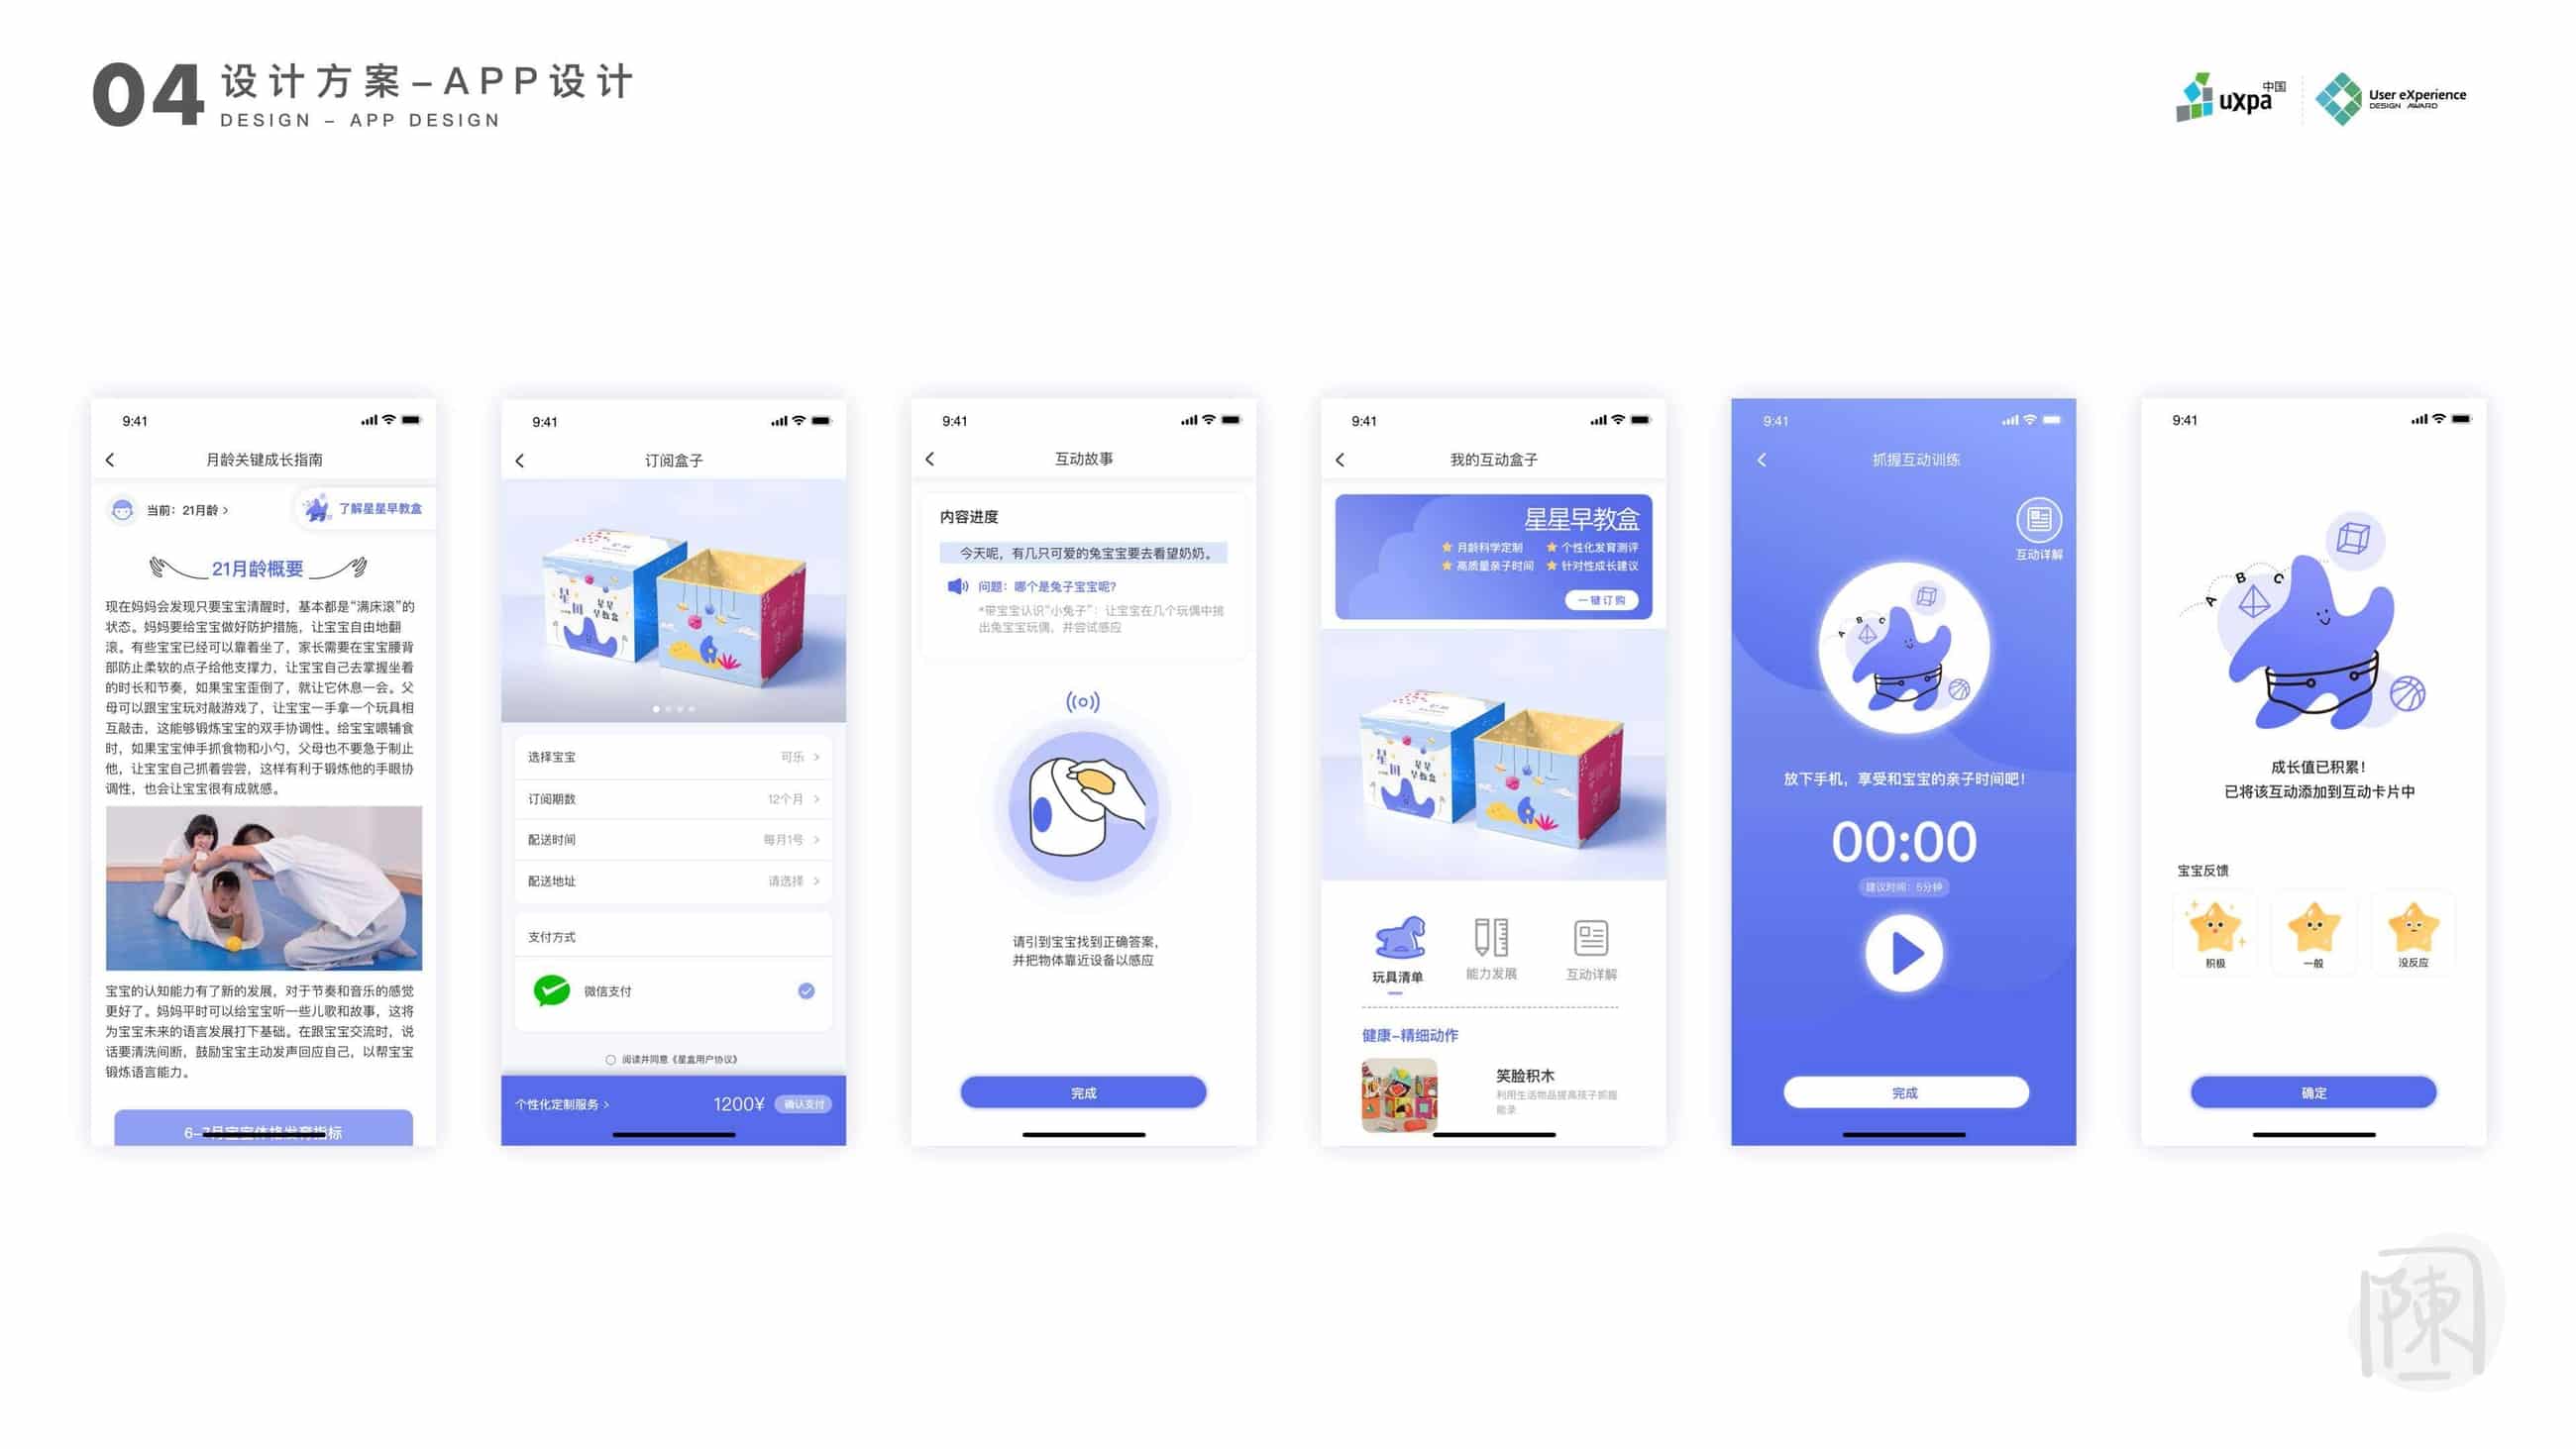 04 设计方案–APP设计
DESIGN – APP DESIGN
uxpa 中国
User eXperience
DESIGN AWARD
9:41
月龄关键成长指南
当前：21月龄 >
了解星星早教盒
21月龄概要
现在妈妈会发现只要宝宝清醒时，基本都是“满床滚”的
状态。妈妈要给宝宝做好防护措施，让宝宝自由地翻
滚。有些宝宝已经可以靠着坐了，家长需要在宝宝腰背
部防止柔软的点子给他支撑力，让宝宝自己去掌握坐着
的时长和节奏，如果宝宝歪倒了，就让它休息一会。父
母可以跟宝宝玩对敲游戏了，让宝宝一手拿一个玩具相
互敲击，这能够锻炼宝宝的双手协调性。给宝宝喂辅食
时，如果宝宝伸手抓食物和小勺，父母也不要急于制止
他，让宝宝自己抓着尝尝，这样有利于锻炼他的手眼协
调性，也会让宝宝很有成就感。
宝宝的认知能力有了新的发展，对于节奏和音乐的感觉
更好了。妈妈平时可以给宝宝听一些儿歌和故事，这将
为宝宝未来的语言发展打下基础。在跟宝宝交流时，说
话要清洗间断，鼓励宝宝主动发声回应自己，以帮宝宝
锻炼语言能力。
6–7月宝宝体格发育指标
9:41
订阅盒子
星星
早教盒
选择宝宝 可乐 >
订阅期数 12个月 >
配送时间 每月1号 >
配送地址 请选择 >
支付方式
微信支付
阅读并同意《星盒用户协议》
个性化定制服务 > 1200¥ 确认支付
9:41
互动故事
内容进度
今天呢，有几只可爱的兔宝宝要去看望奶奶。
问题：哪个是兔子宝宝呢？
*带宝宝认识“小兔子”：让宝宝在几个玩偶中挑
出兔宝宝玩偶，并尝试感应
请引到宝宝找到正确答案，
并把物体靠近设备以感应
完成
9:41
我的互动盒子
星星早教盒
月龄科学定制 个性化发育测评
高质量亲子时间 针对性成长建议
一键订购
星星
早教盒
玩具清单 能力发展 互动详解
健康–精细动作
笑脸积木
利用生活物品提高孩子抓握
能录
9:41
抓握互动训练
互动详解
A B C
放下手机，享受和宝宝的亲子时间吧！
00:00
建议时间：5分钟
完成
9:41
A B C
成长值已积累！
已将该互动添加到互动卡片中
宝宝反馈
积极 一般 没反应
确定
陳